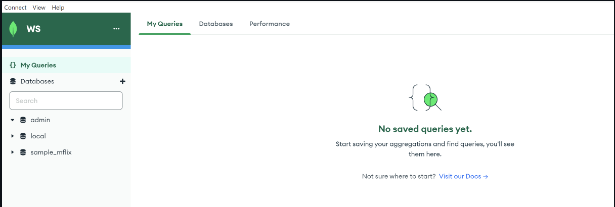 Connect View Help
WS ...
My Queries Databases Performance
{} My Queries
Databases +
Search
admin
local
sample_mflix
No saved queries yet.
Start saving your aggregations and find queries, you'll see
them here.
Not sure where to start? Visit our Docs →